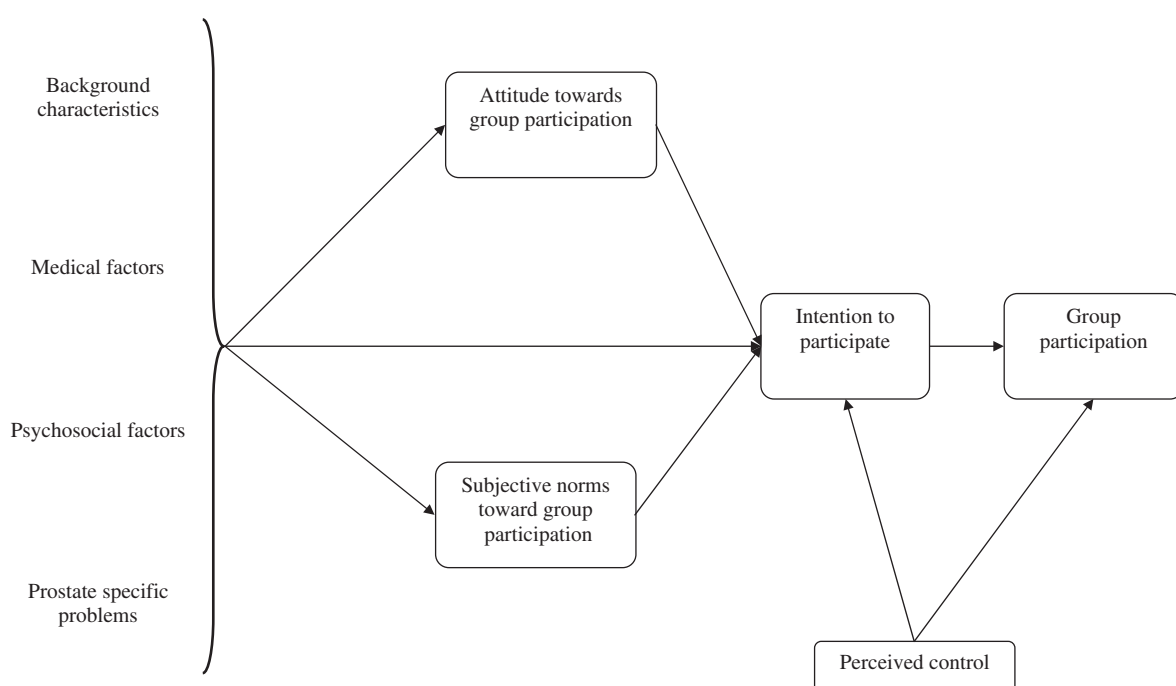 Background
characteristics
Medical factors
Psychosocial factors
Prostate specific
problems
Attitude towards
group participation
Subjective norms
toward group
participation
Intention to
participate
Group
participation
Perceived control